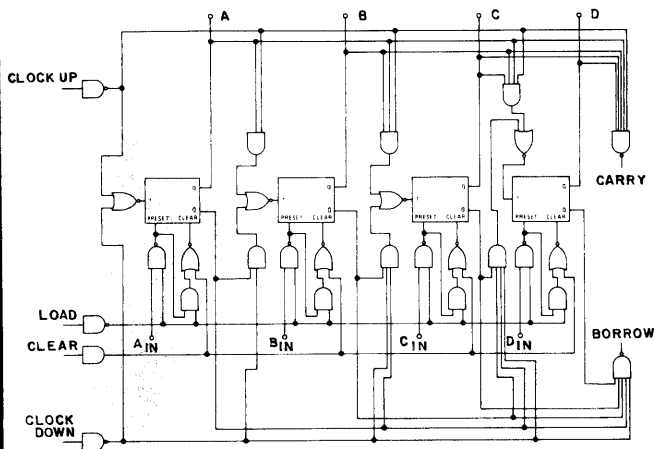 A B C D
CLOCK UP
CARRY
Q Q Q Q
T
Q Q Q Q
PRESET CLEAR PRESET CLEAR PRESET CLEAR PRESET CLEAR
LOAD
A IN B IN C IN D IN
CLEAR
BORROW
CLOCK
DOWN